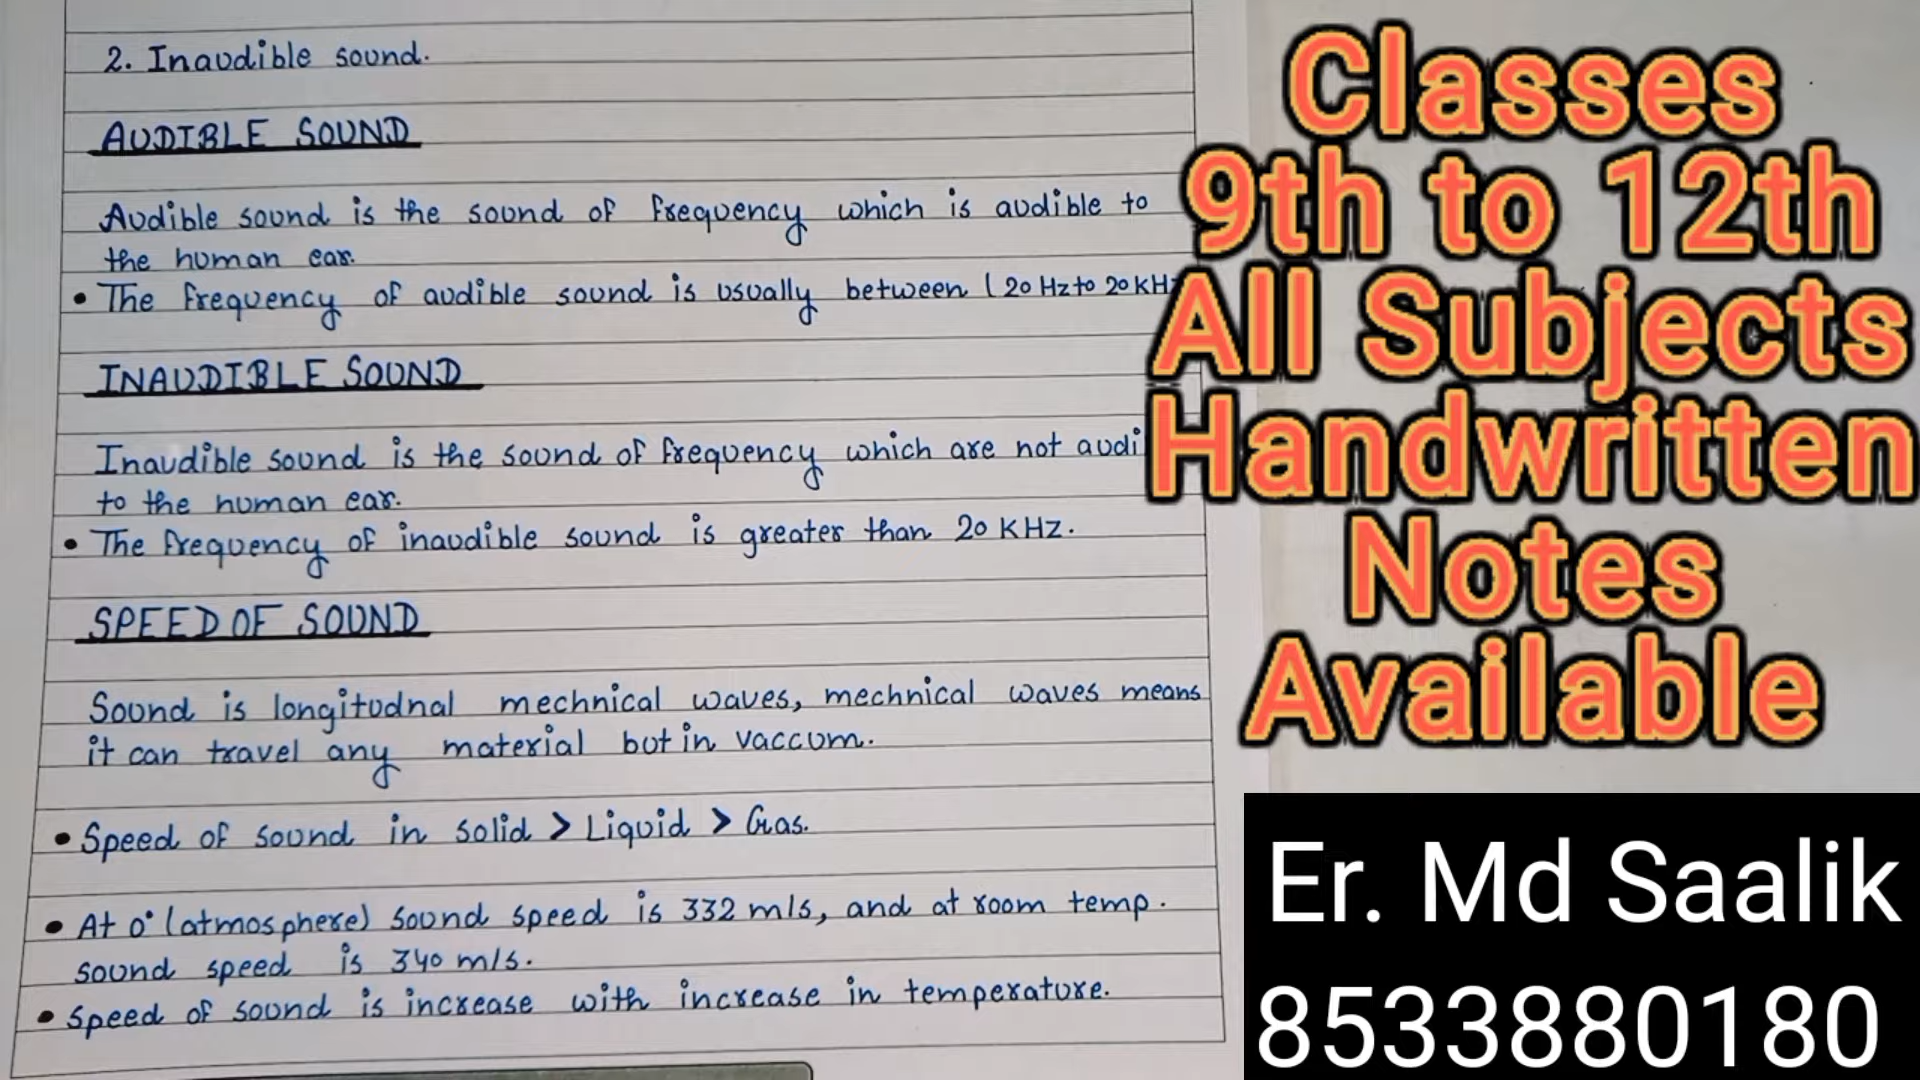 2. Inaudible sound.
AUDIBLE SOUND
Audible sound is the sound of frequency which is audible to
the human ear.
• The frequency of audible sound is usually between (20 Hz to 20 KHz
INAUDIBLE SOUND
Inaudible sound is the sound of frequency which are not audi
to the human ear.
• The frequency of inaudible sound is greater than 20 KHZ.
SPEED OF SOUND
Sound is longitudnal mechnical waves, mechnical waves means
it can travel any material but in vaccum.
• Speed of sound in solid > Liquid > Gas.
• At 0° (atmosphere) sound speed is 332 m/s, and at room temp.
sound speed is 340 m/s.
• Speed of sound is increase with increase in temperature.
Classes
9th to 12th
All Subjects
Handwritten
Notes
Available
Er. Md Saalik
8533880180